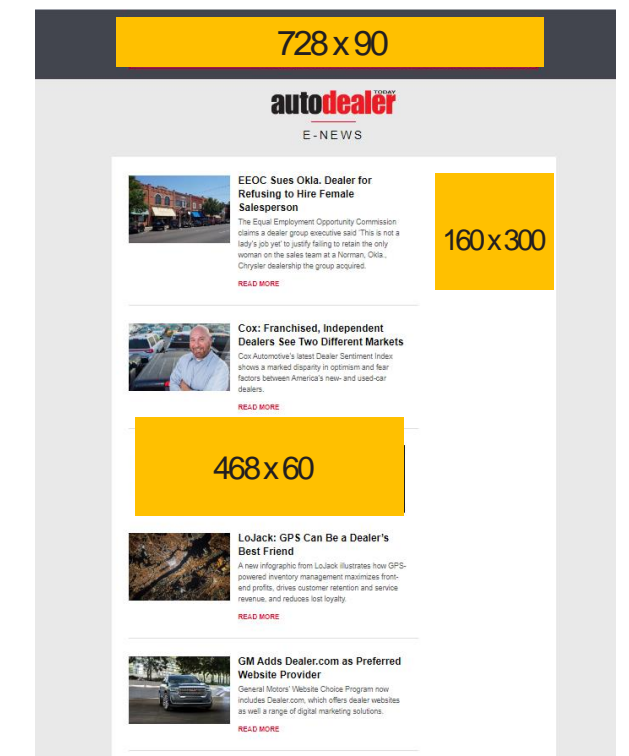 728 x 90
autodealer
TODAY
E-NEWS
EEOC Sues Okla. Dealer for
Refusing to Hire Female
Salesperson
The Equal Employment Opportunity Commission
claims a dealer group executive said 'This is not a
lady's job yet' to justify failing to retain the only
woman on the sales team at a Norman, Okla.,
Chrysler dealership the group acquired.
READ MORE
160 x 300
Cox: Franchised, Independent
Dealers See Two Different Markets
Cox Automotive's latest Dealer Sentiment Index
shows a marked disparity in optimism and fear
factors between America's new- and used-car
dealers.
READ MORE
468 x 60
LoJack: GPS Can Be a Dealer's
Best Friend
A new infographic from LoJack illustrates how GPS-
powered inventory management maximizes front-
end profits, drives customer retention and service
revenue, and reduces lost loyalty.
READ MORE
GM Adds Dealer.com as Preferred
Website Provider
General Motors' Website Choice Program now
includes Dealer.com, which offers dealer websites
as well a range of digital marketing solutions.
READ MORE